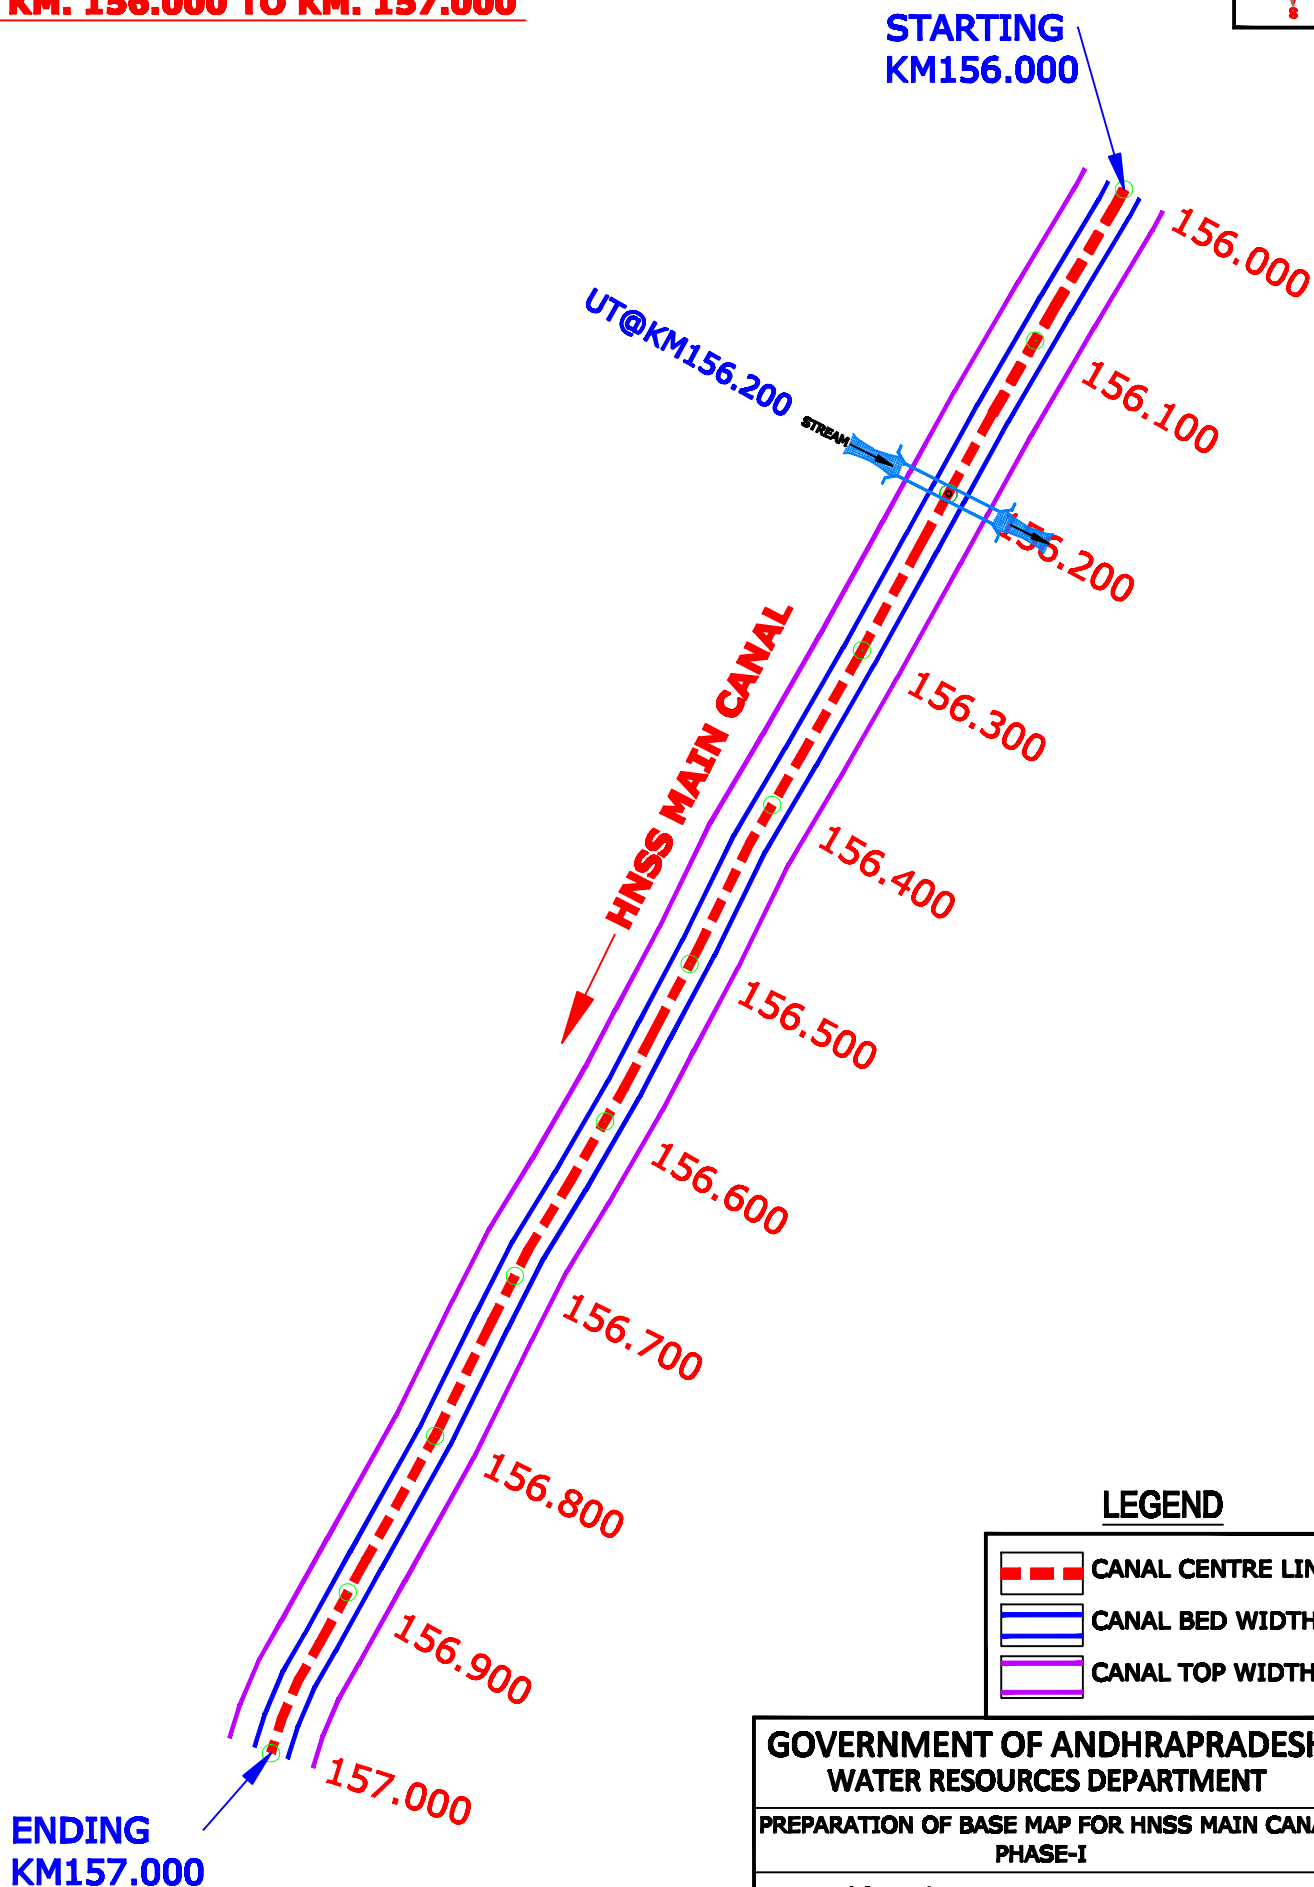 KM. 156.000 TO KM. 157.000
S
STARTING
KM156.000
156.000
156.100
UT@KM156.200
STREAM
156.200
156.300
HNSS MAIN CANAL
156.400
156.500
156.600
156.700
156.800
156.900
157.000
ENDING
KM157.000
LEGEND
CANAL CENTRE LIN
CANAL BED WIDTH
CANAL TOP WIDTH
GOVERNMENT OF ANDHRAPRADESH
WATER RESOURCES DEPARTMENT
PREPARATION OF BASE MAP FOR HNSS MAIN CANA
PHASE-I